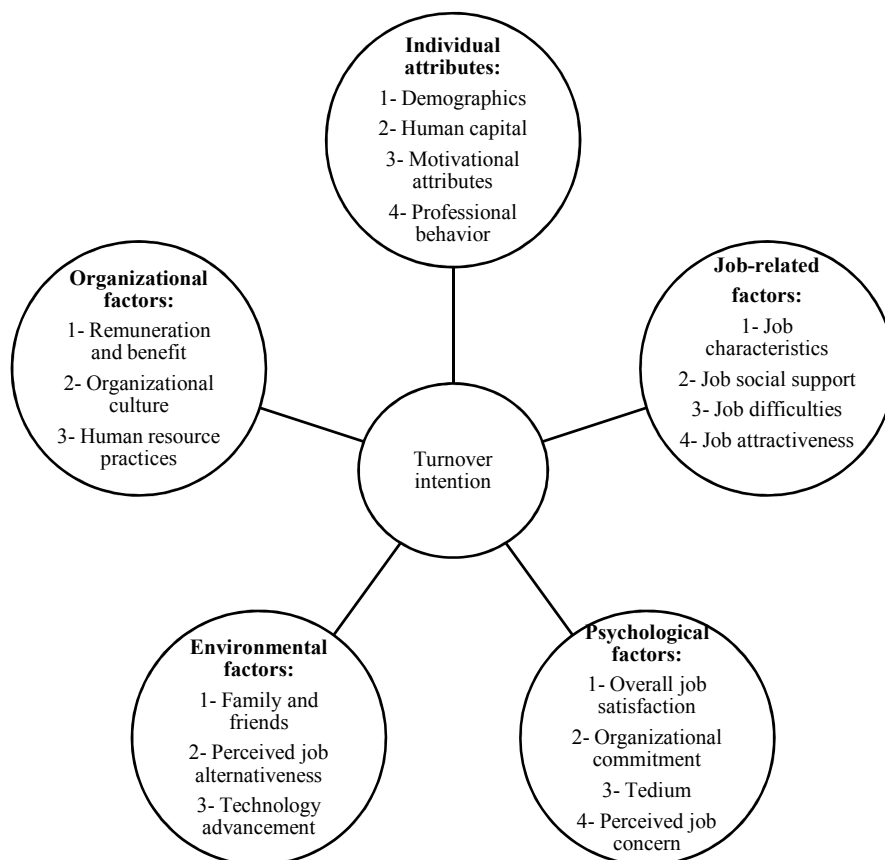 Individual
attributes:
1- Demographics
2- Human capital
3- Motivational
attributes
4- Professional
behavior
Organizational
factors:
1- Remuneration
and benefit
2- Organizational
culture
3- Human resource
practices
Job-related
factors:
1- Job
characteristics
2- Job social support
3- Job difficulties
4- Job attractiveness
Turnover
intention
Environmental
factors:
1- Family and
friends
2- Perceived job
alternativeness
3- Technology
advancement
Psychological
factors:
1- Overall job
satisfaction
2- Organizational
commitment
3- Tedium
4- Perceived job
concern